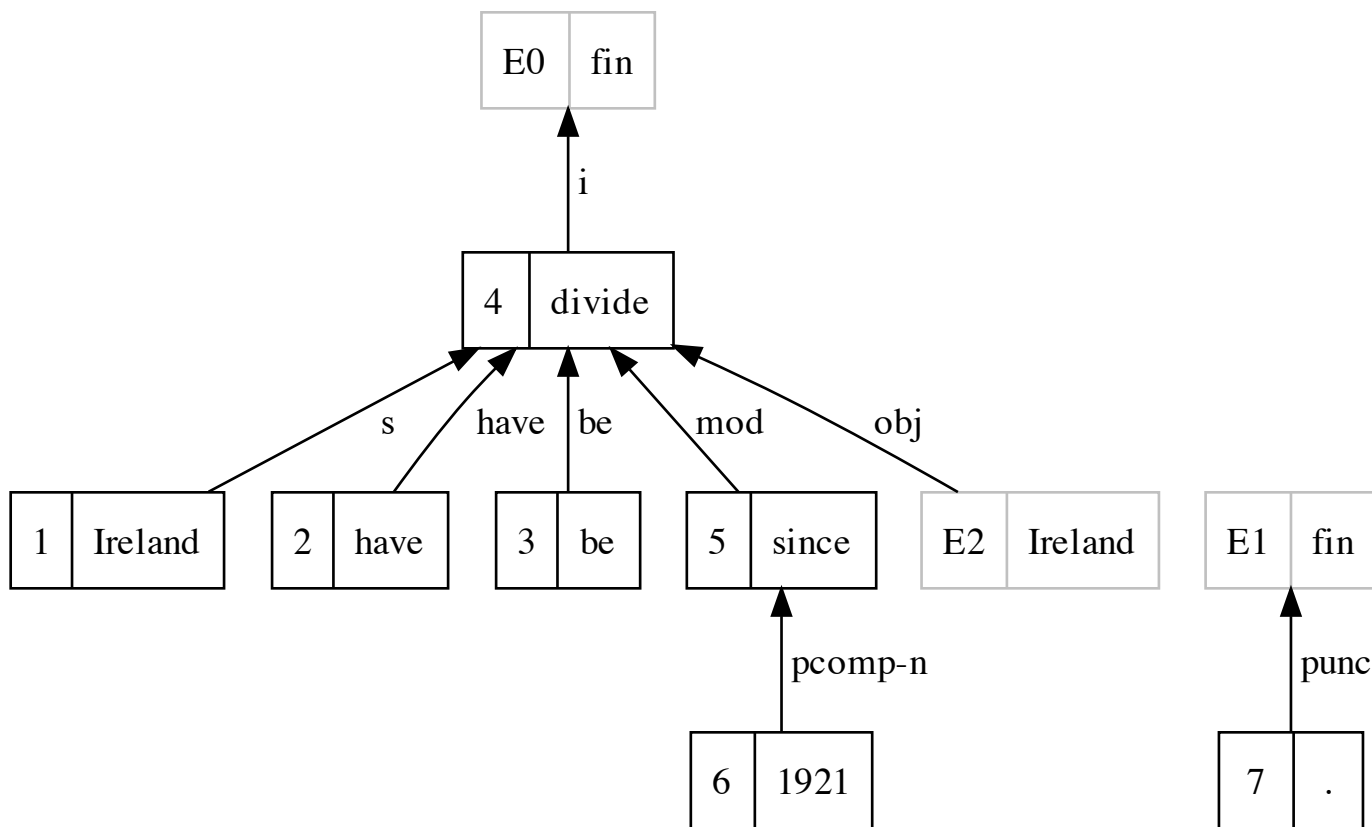 E0 fin
i
4 divide
s have be mod obj
1 Ireland 2 have 3 be 5 since E2 Ireland E1 fin
pcomp-n punc
6 1921 7 .